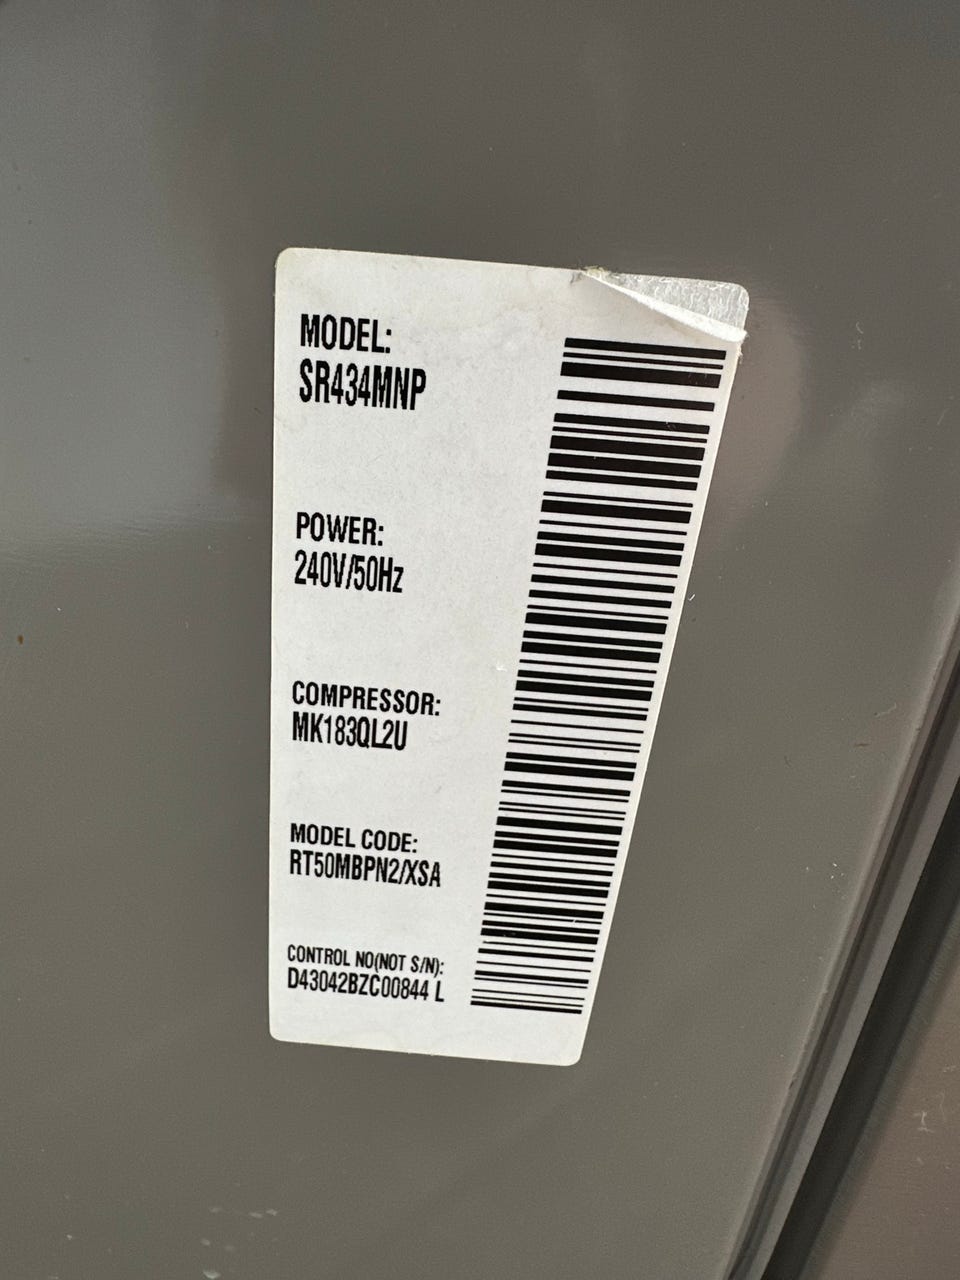 MODEL:
SR434MNP
POWER:
240V/50Hz
COMPRESSOR:
MK183QL2U
MODEL CODE:
RT50MBPN2/XSA
CONTROL NO(NOT S/N):
D43042BZC00844 L